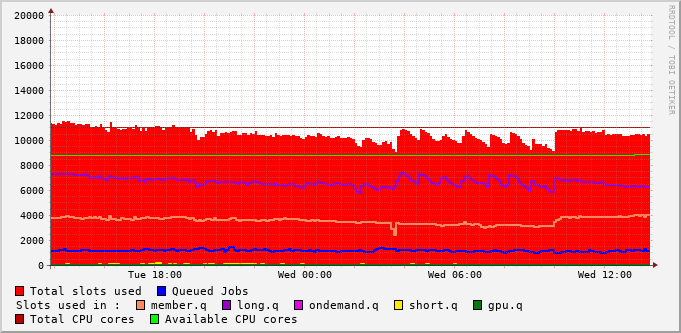 20000
18000
16000
14000
12000
10000
8000
6000
4000
2000
0
Tue 18:00 Wed 00:00 Wed 06:00 Wed 12:00
Total slots used Queued Jobs
Slots used in : member.q long.q ondemand.q short.q gpu.q
Total CPU cores Available CPU cores
RRDTOOL / TOBI OETIKER